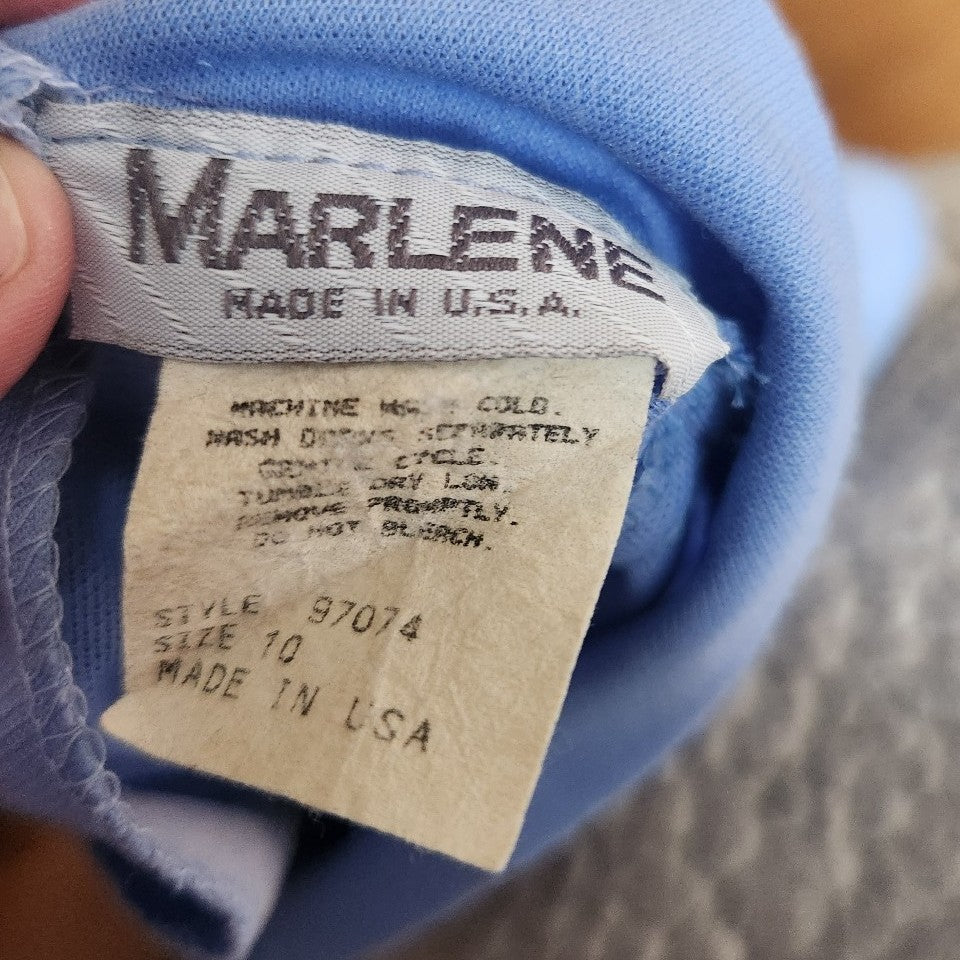 MARLENE
MADE IN U.S.A.
MACHINE WASH COLD.
WASH DARKS SEPARATELY
GENTLE CYCLE.
TUMBLE DRY LOW.
REMOVE PROMPTLY.
DO NOT BLEACH.
STYLE 97074
SIZE 10
MADE IN USA